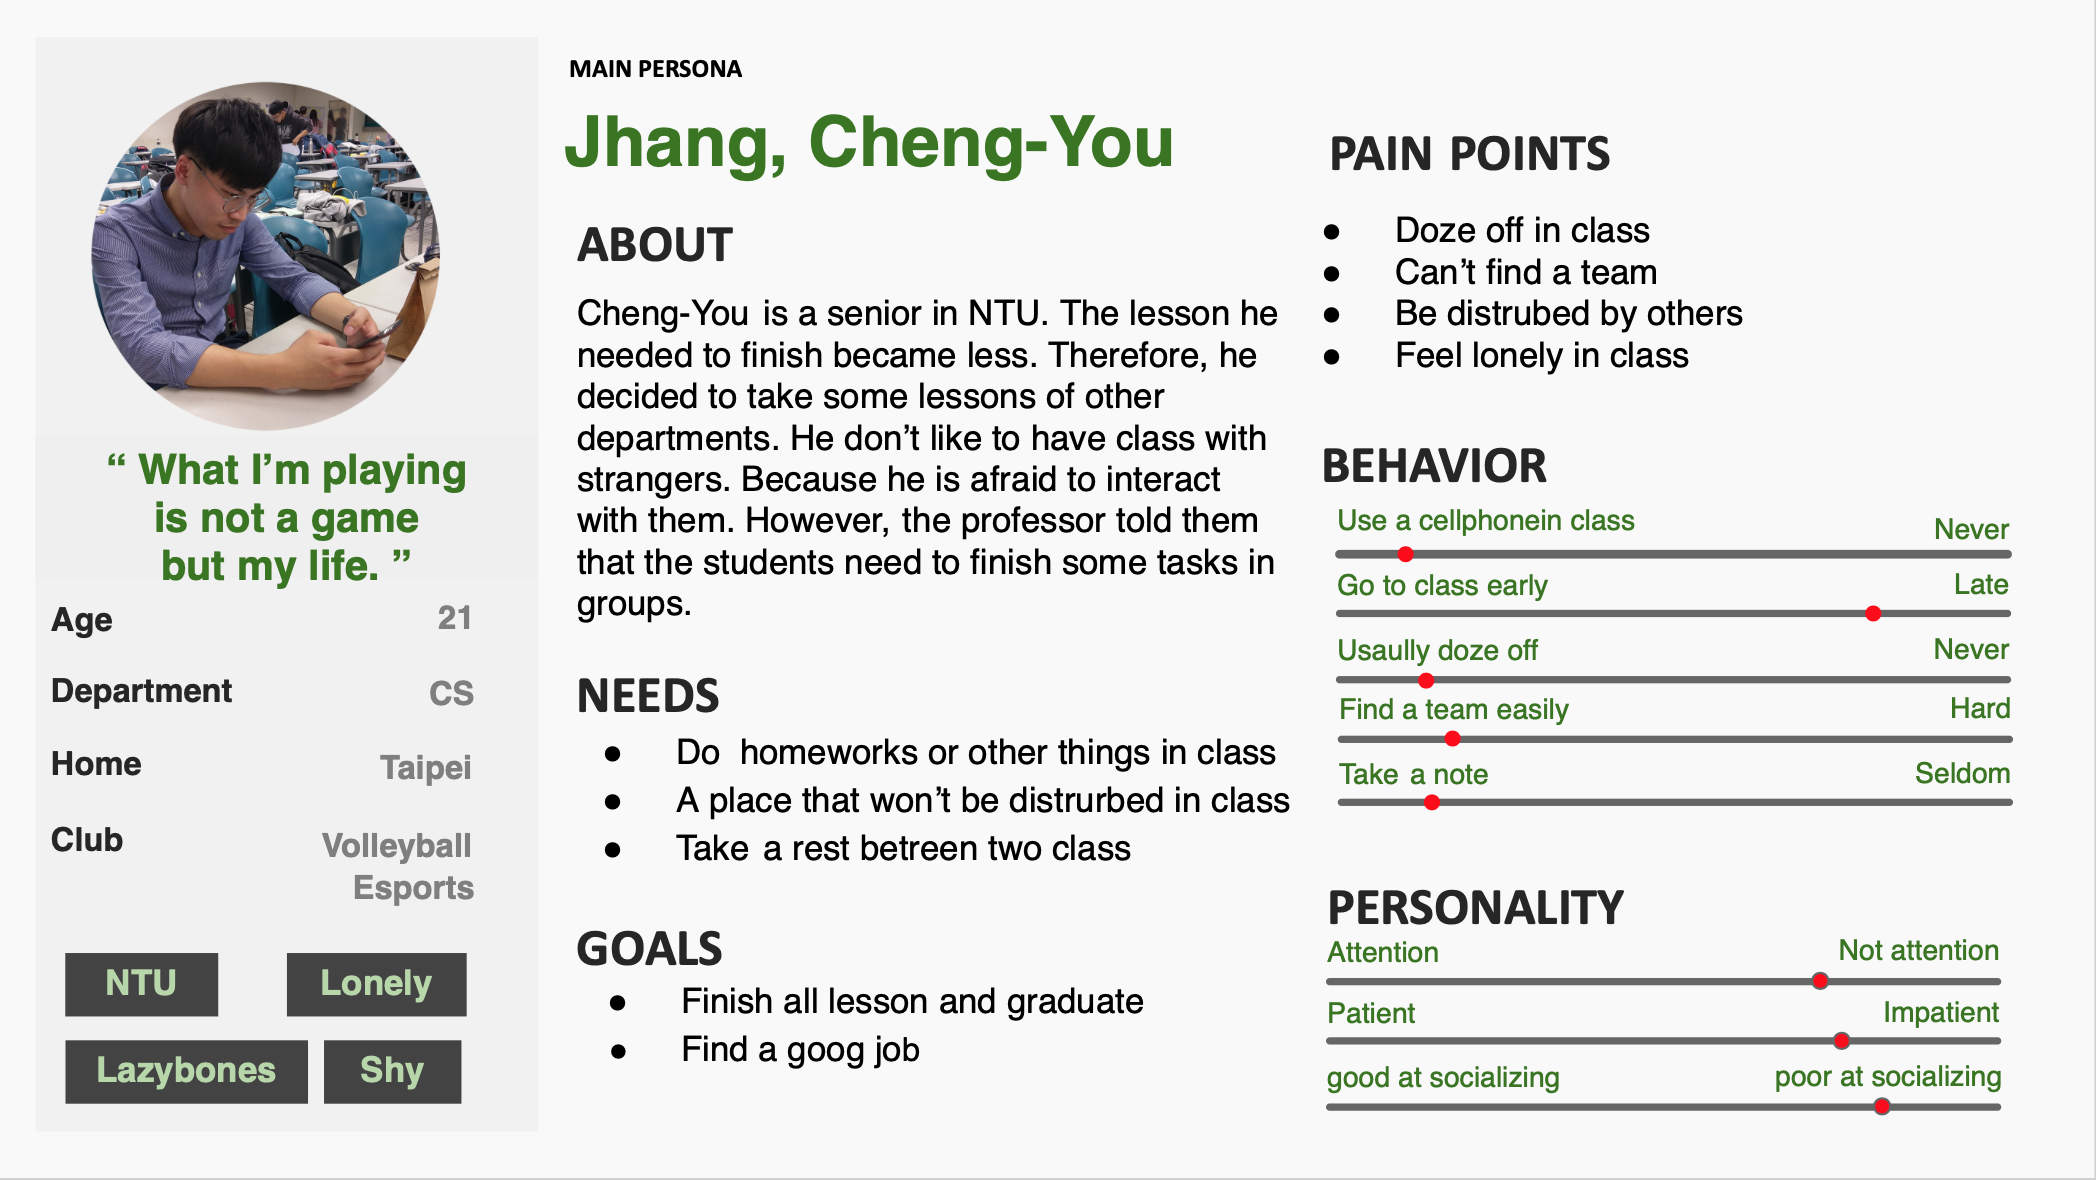 MAIN PERSONA
Jhang, Cheng-You
“ What I’m playing
is not a game
but my life. ”
Age 21
Department CS
Home Taipei
Club Volleyball
Esports
NTU Lonely
Lazybones Shy
ABOUT
Cheng-You is a senior in NTU. The lesson he
needed to finish became less. Therefore, he
decided to take some lessons of other
departments. He don’t like to have class with
strangers. Because he is afraid to interact
with them. However, the professor told them
that the students need to finish some tasks in
groups.
NEEDS
● Do homeworks or other things in class
● A place that won’t be distrurbed in class
● Take a rest betreen two class
GOALS
● Finish all lesson and graduate
● Find a goog job
PAIN POINTS
● Doze off in class
● Can’t find a team
● Be distrubed by others
● Feel lonely in class
BEHAVIOR
Use a cellphonein class Never
Go to class early Late
Usaully doze off Never
Find a team easily Hard
Take a note Seldom
PERSONALITY
Attention Not attention
Patient Impatient
good at socializing poor at socializing